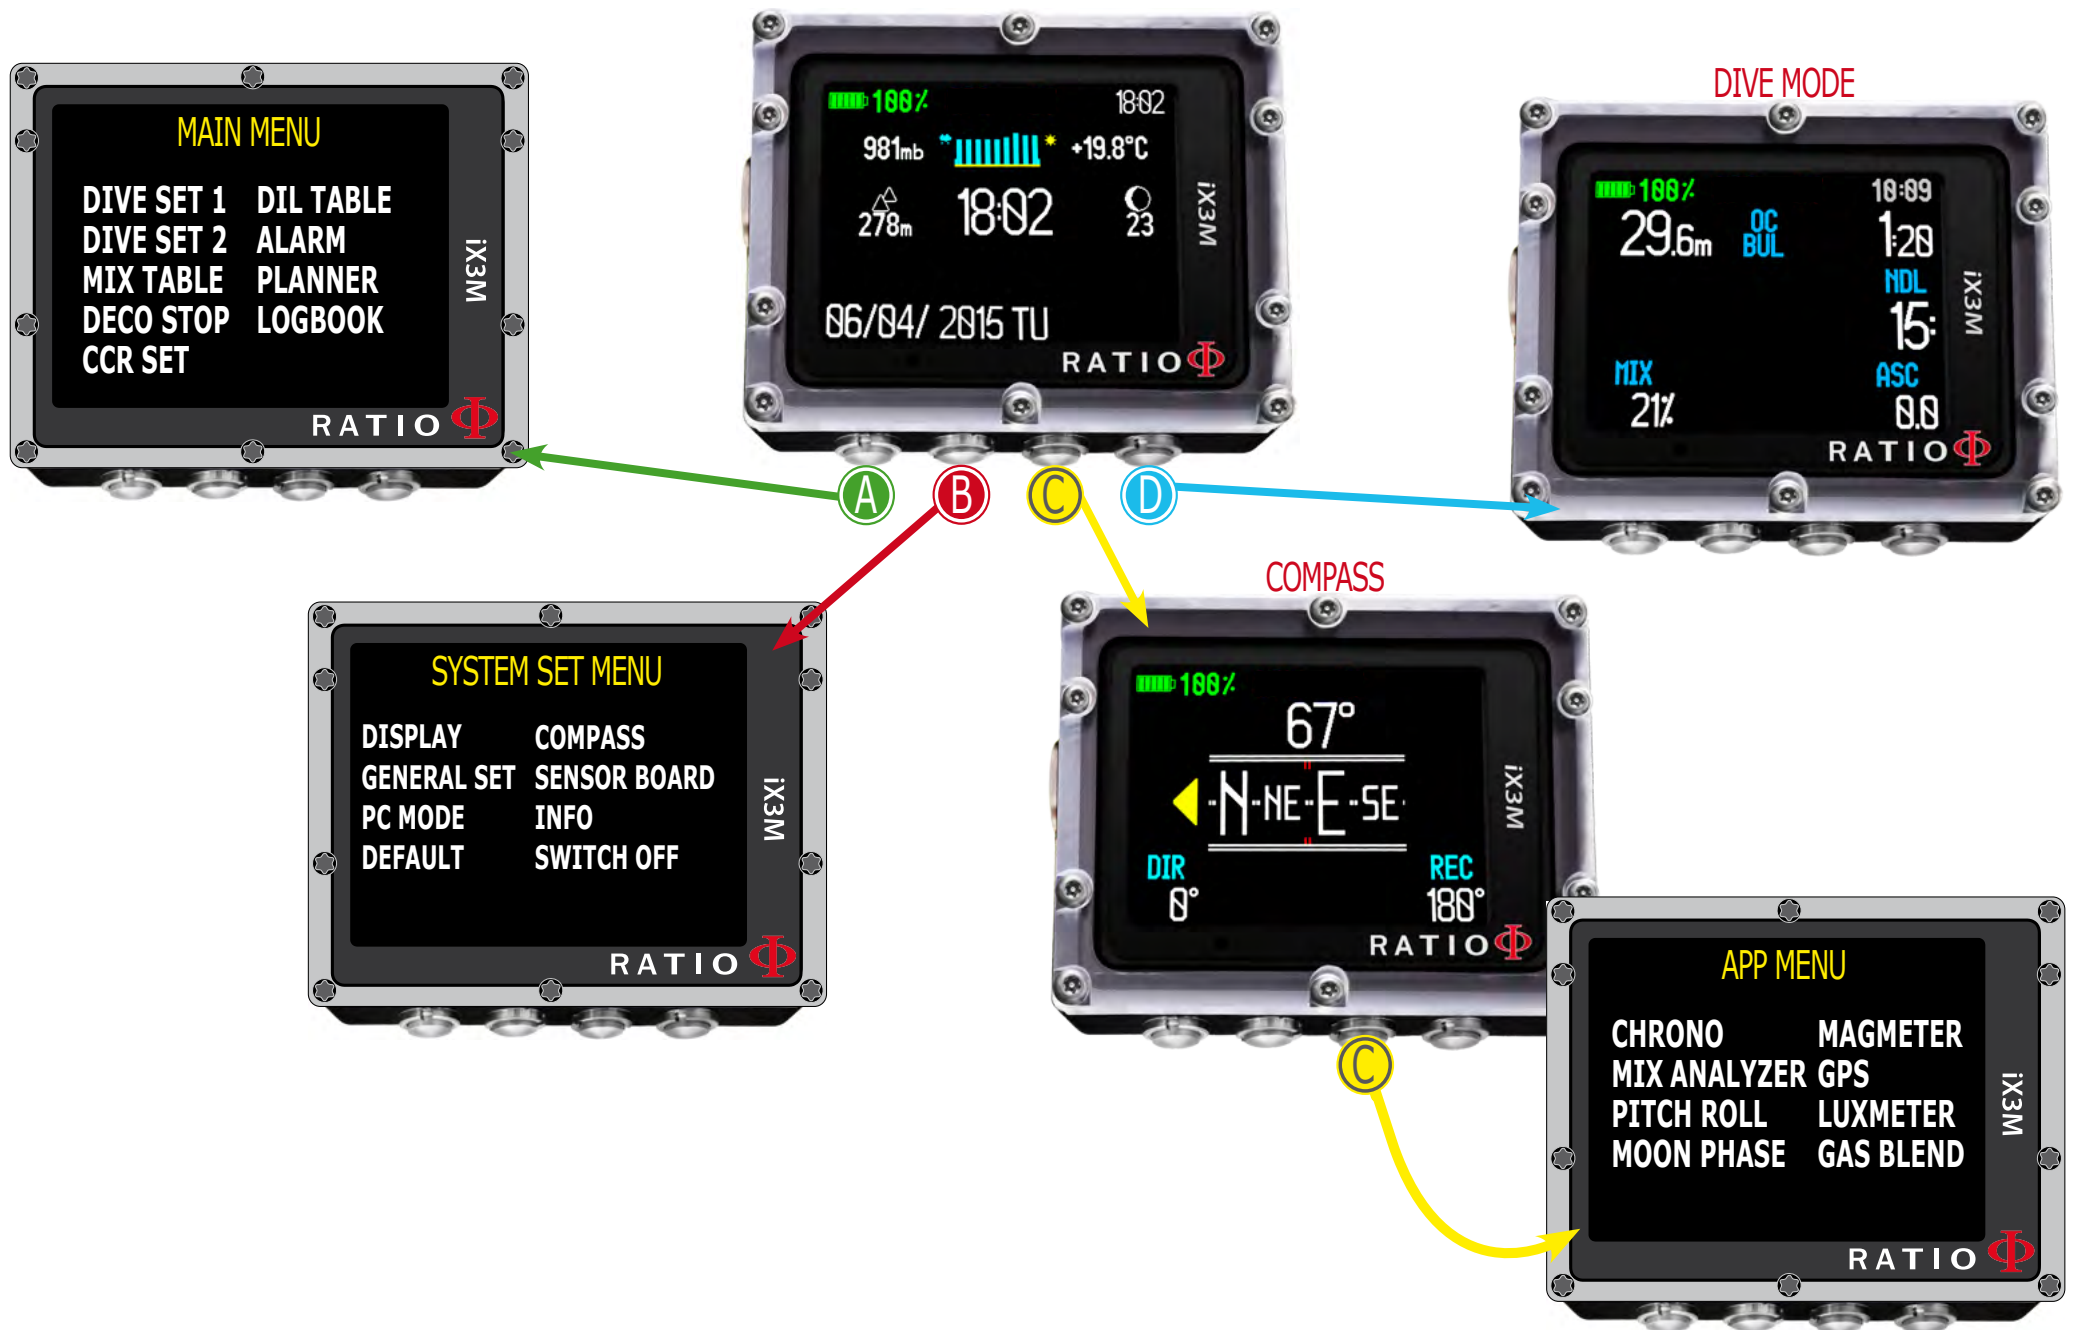 MAIN MENU
DIVE SET 1 DIL TABLE
DIVE SET 2 ALARM
MIX TABLE PLANNER
DECO STOP LOGBOOK
CCR SET
iX3M
RATIO
100%
18:02
981mb
+19.8°C
278m
18:02
23
06/04/ 2015 TU
iX3M
RATIO
DIVE MODE
100%
10:09
29.6m
OC
BUL
1:20
NDL
15:
MIX
21%
ASC
0.0
iX3M
RATIO
A
B
C
D
SYSTEM SET MENU
DISPLAY COMPASS
GENERAL SET SENSOR BOARD
PC MODE INFO
DEFAULT SWITCH OFF
iX3M
RATIO
COMPASS
100%
67°
N-NE-E-SE
DIR
0°
REC
180°
iX3M
RATIO
C
APP MENU
CHRONO MAGMETER
MIX ANALYZER GPS
PITCH ROLL LUXMETER
MOON PHASE GAS BLEND
iX3M
RATIO